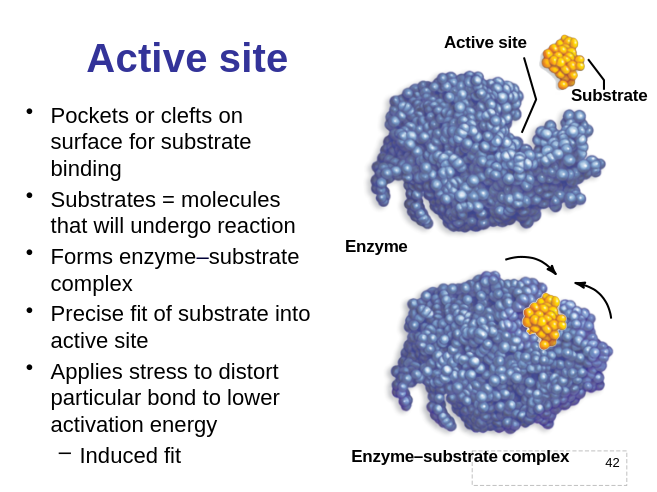 Active site
• Pockets or clefts on
surface for substrate
binding
• Substrates = molecules
that will undergo reaction
• Forms enzyme–substrate
complex
• Precise fit of substrate into
active site
• Applies stress to distort
particular bond to lower
activation energy
– Induced fit
Active site
Substrate
Enzyme
Enzyme–substrate complex
42